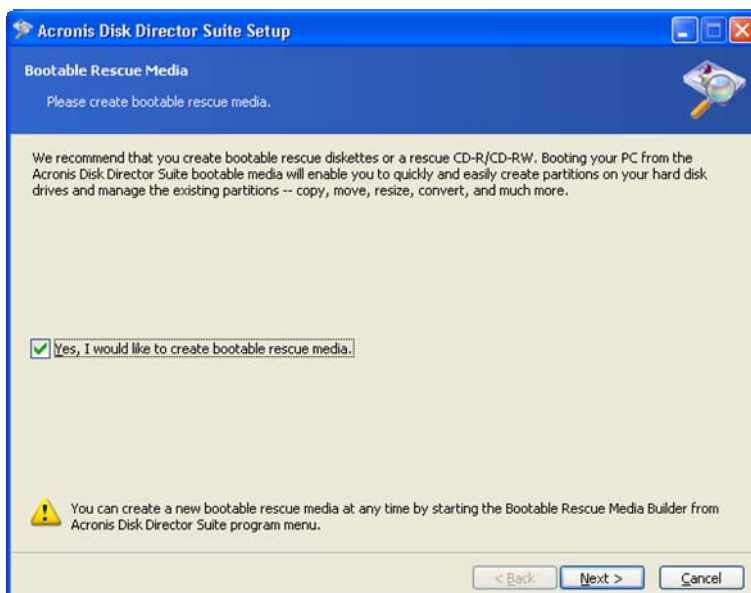 Acronis Disk Director Suite Setup
Bootable Rescue Media
Please create bootable rescue media.
We recommend that you create bootable rescue diskettes or a rescue CD-R/CD-RW. Booting your PC from the
Acronis Disk Director Suite bootable media will enable you to quickly and easily create partitions on your hard disk
drives and manage the existing partitions -- copy, move, resize, convert, and much more.
Yes, I would like to create bootable rescue media.
You can create a new bootable rescue media at any time by starting the Bootable Rescue Media Builder from
Acronis Disk Director Suite program menu.
< Back Next > Cancel